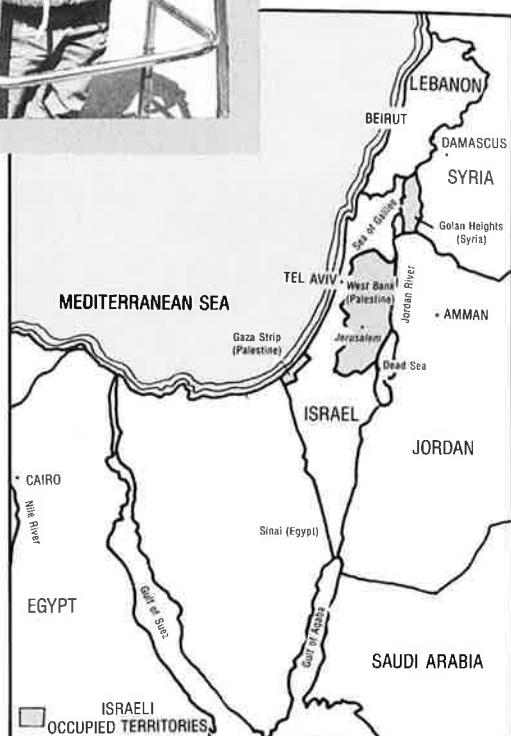 LEBANON
BEIRUT
DAMASCUS
SYRIA
Sea of Galilee
Golan Heights
(Syria)
TEL AVIV
West Bank
(Palestine)
Jordan River
MEDITERRANEAN SEA
AMMAN
Gaza Strip
(Palestine)
Jerusalem
Dead Sea
ISRAEL
JORDAN
CAIRO
Nile River
Sinai (Egypt)
EGYPT
Gulf of Suez
Gulf of Aqaba
SAUDI ARABIA
ISRAELI
OCCUPIED TERRITORIES